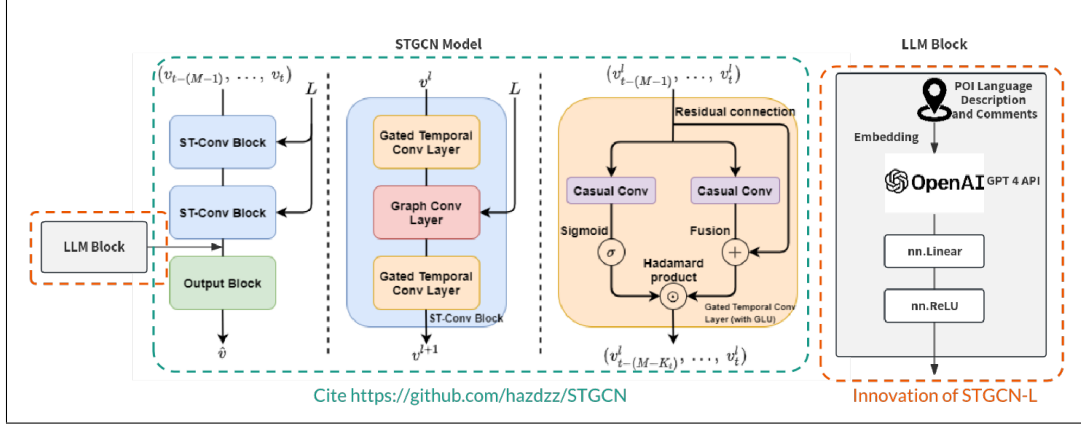 STGCN Model
LLM Block
(v_{t-(M-1)}, ..., v_t)
L
ST-Conv Block
ST-Conv Block
LLM Block
Output Block
v̂
v^l
L
Gated Temporal
Conv Layer
Graph Conv
Layer
Gated Temporal
Conv Layer
ST-Conv Block
v^{l+1}
(v^l_{t-(M-1)}, ..., v^l_t)
Residual connection
Casual Conv
Casual Conv
Sigmoid
Fusion
σ
+
Hadamard
product
⊙
Gated Temporal Conv
Layer (with GLU)
(v^l_{t-(M-K_t)}, ..., v^l_t)
POI Language
Description
and Comments
Embedding
OpenAI GPT 4 API
nn.Linear
nn.ReLU
Cite https://github.com/hazdzz/STGCN
Innovation of STGCN-L